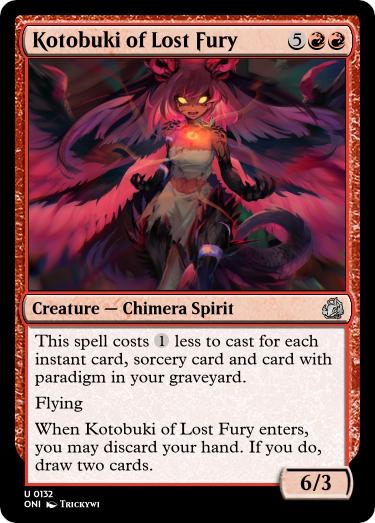 Kotobuki of Lost Fury 5
Creature — Chimera Spirit
This spell costs 1 less to cast for each
instant card, sorcery card and card with
paradigm in your graveyard.
Flying
When Kotobuki of Lost Fury enters,
you may discard your hand. If you do,
draw two cards.
6/3
U 0132
ONI Trickywi